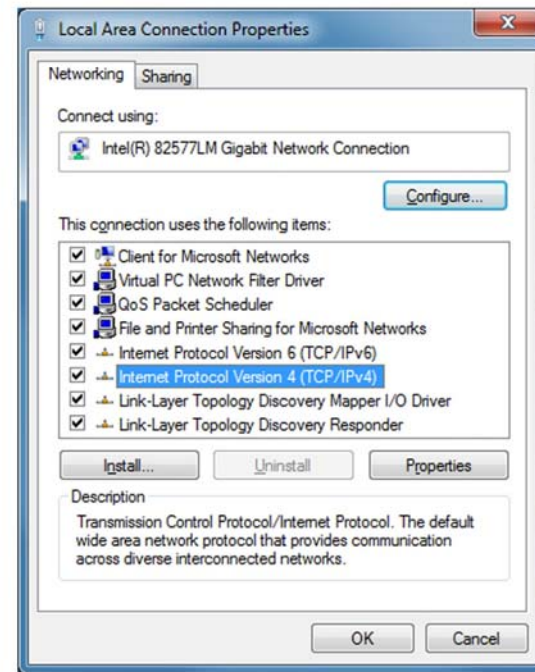 Local Area Connection Properties
Networking
Sharing
Connect using:
Intel(R) 82577LM Gigabit Network Connection
Configure...
This connection uses the following items:
Client for Microsoft Networks
Virtual PC Network Filter Driver
QoS Packet Scheduler
File and Printer Sharing for Microsoft Networks
Internet Protocol Version 6 (TCP/IPv6)
Internet Protocol Version 4 (TCP/IPv4)
Link-Layer Topology Discovery Mapper I/O Driver
Link-Layer Topology Discovery Responder
Install...
Uninstall
Properties
Description
Transmission Control Protocol/Internet Protocol. The default
wide area network protocol that provides communication
across diverse interconnected networks.
OK
Cancel